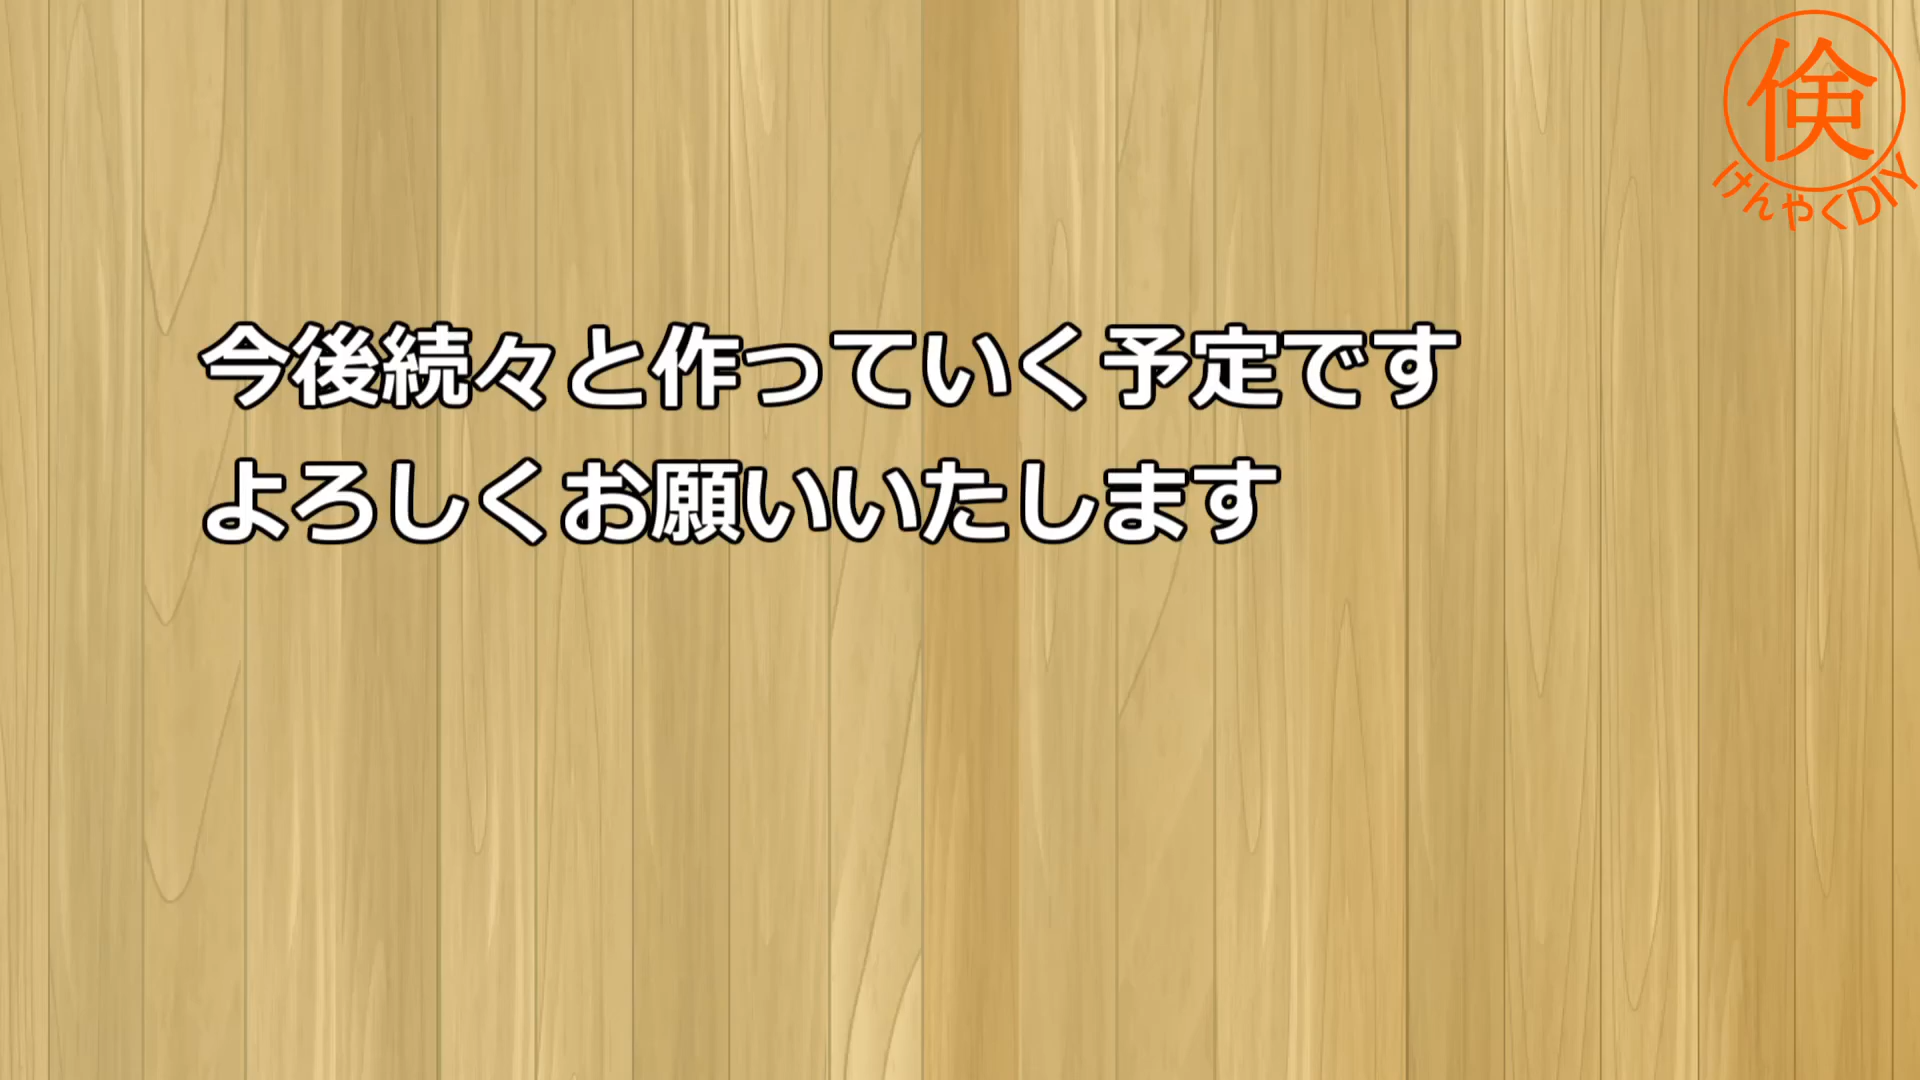 今後続々と作っていく予定です
よろしくお願いいたします
倹
けんやくDIY